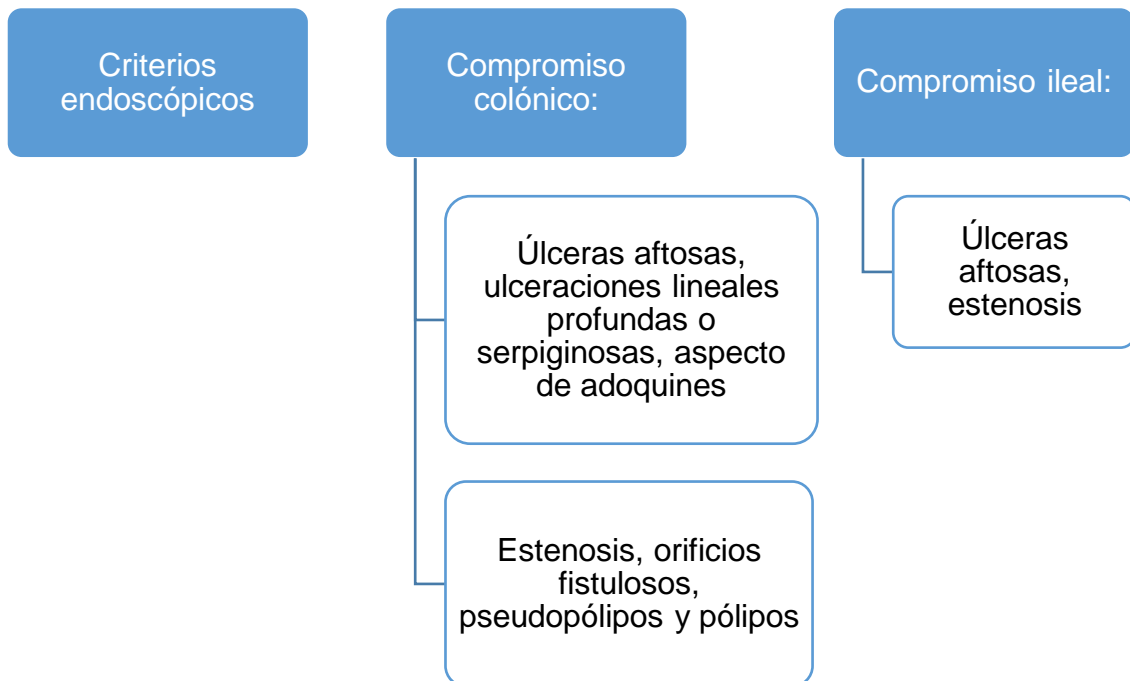 Criterios
endoscópicos
Compromiso
colónico:
Úlceras aftosas,
ulceraciones lineales
profundas o
serpiginosas, aspecto
de adoquines
Estenosis, orificios
fistulosos,
pseudopólipos y pólipos
Compromiso ileal:
Úlceras
aftosas,
estenosis